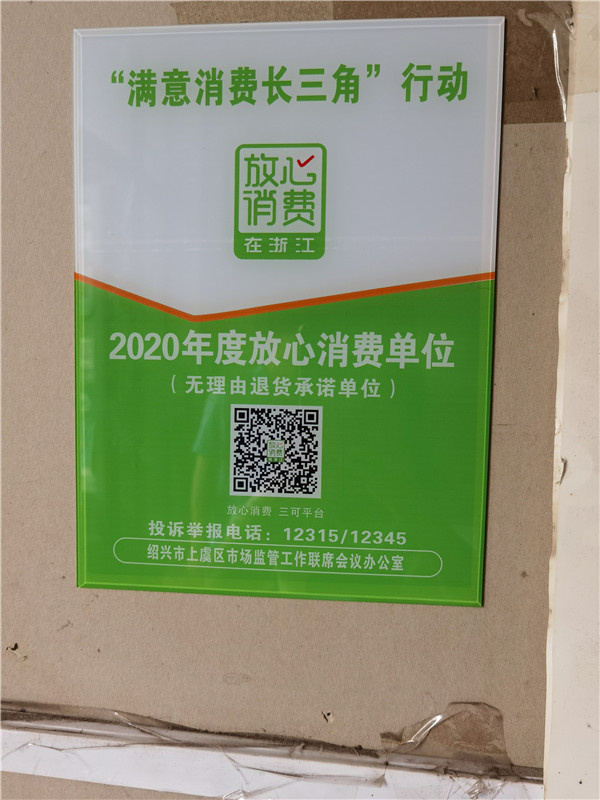 “满意消费长三角”行动
放心
消费
在浙江
2020年度放心消费单位
（无理由退货承诺单位）
放心消费 三可平台
投诉举报电话：12315/12345
绍兴市上虞区市场监管工作联席会议办公室